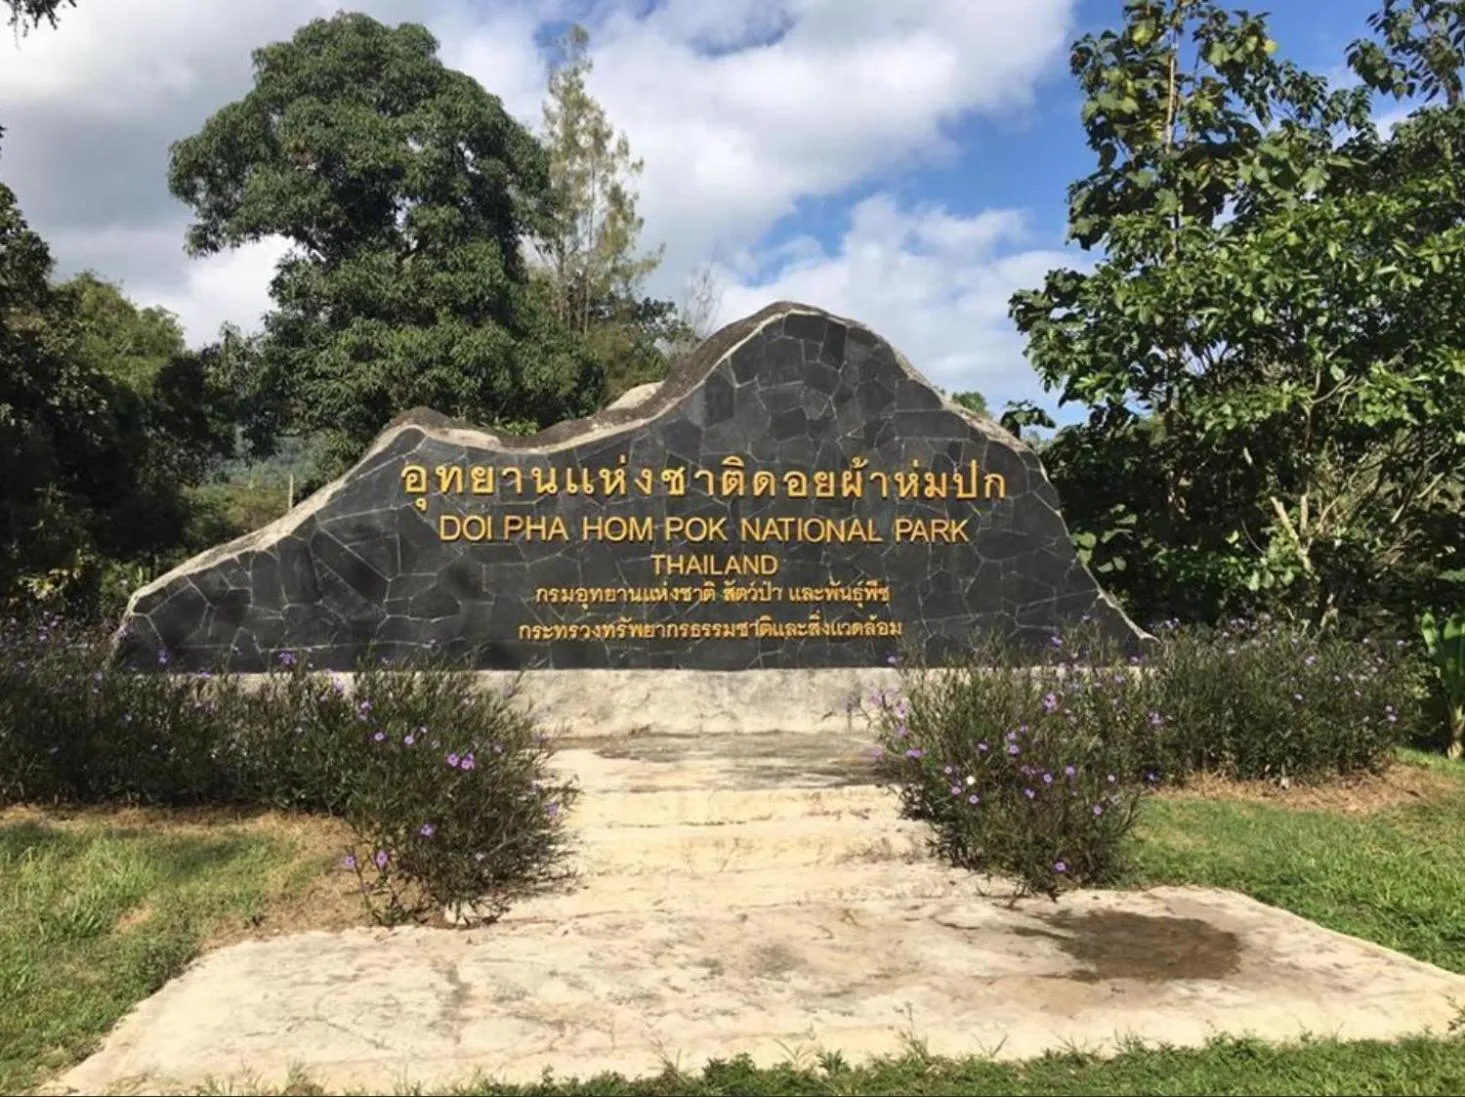 อุทยานแห่งชาติดอยผ้าห่มปก
DOI PHA HOM POK NATIONAL PARK
THAILAND
กรมอุทยานแห่งชาติ สัตว์ป่า และพันธุ์พืช
กระทรวงทรัพยากรธรรมชาติและสิ่งแวดล้อม